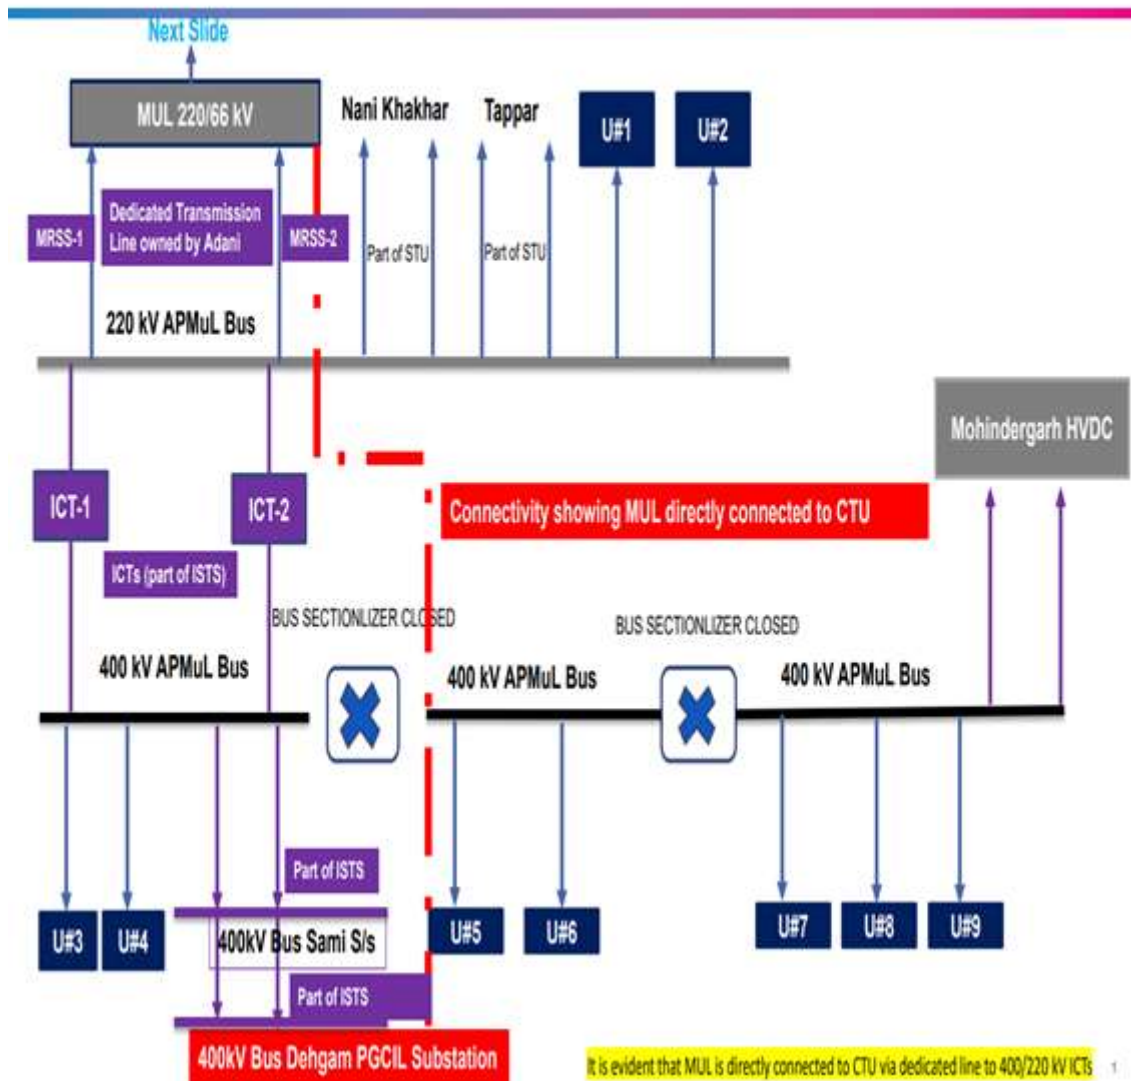 Next Slide
MUL 220/66 kV
Nani Khakhar
Tappar
U#1
U#2
MRSS-1
Dedicated Transmission
Line owned by Adani
MRSS-2
Part of STU
Part of STU
220 kV APMuL Bus
Mohindergarh HVDC
ICT-1
ICT-2
Connectivity showing MUL directly connected to CTU
ICTs (part of ISTS)
BUS SECTIONLIZER CLOSED
BUS SECTIONLIZER CLOSED
400 kV APMuL Bus
400 kV APMuL Bus
400 kV APMuL Bus
Part of ISTS
U#3
U#4
400kV Bus Sami S/s
U#5
U#6
U#7
U#8
U#9
Part of ISTS
400kV Bus Dehgam PGCIL Substation
It is evident that MUL is directly connected to CTU via dedicated line to 400/220 kV ICTs
1